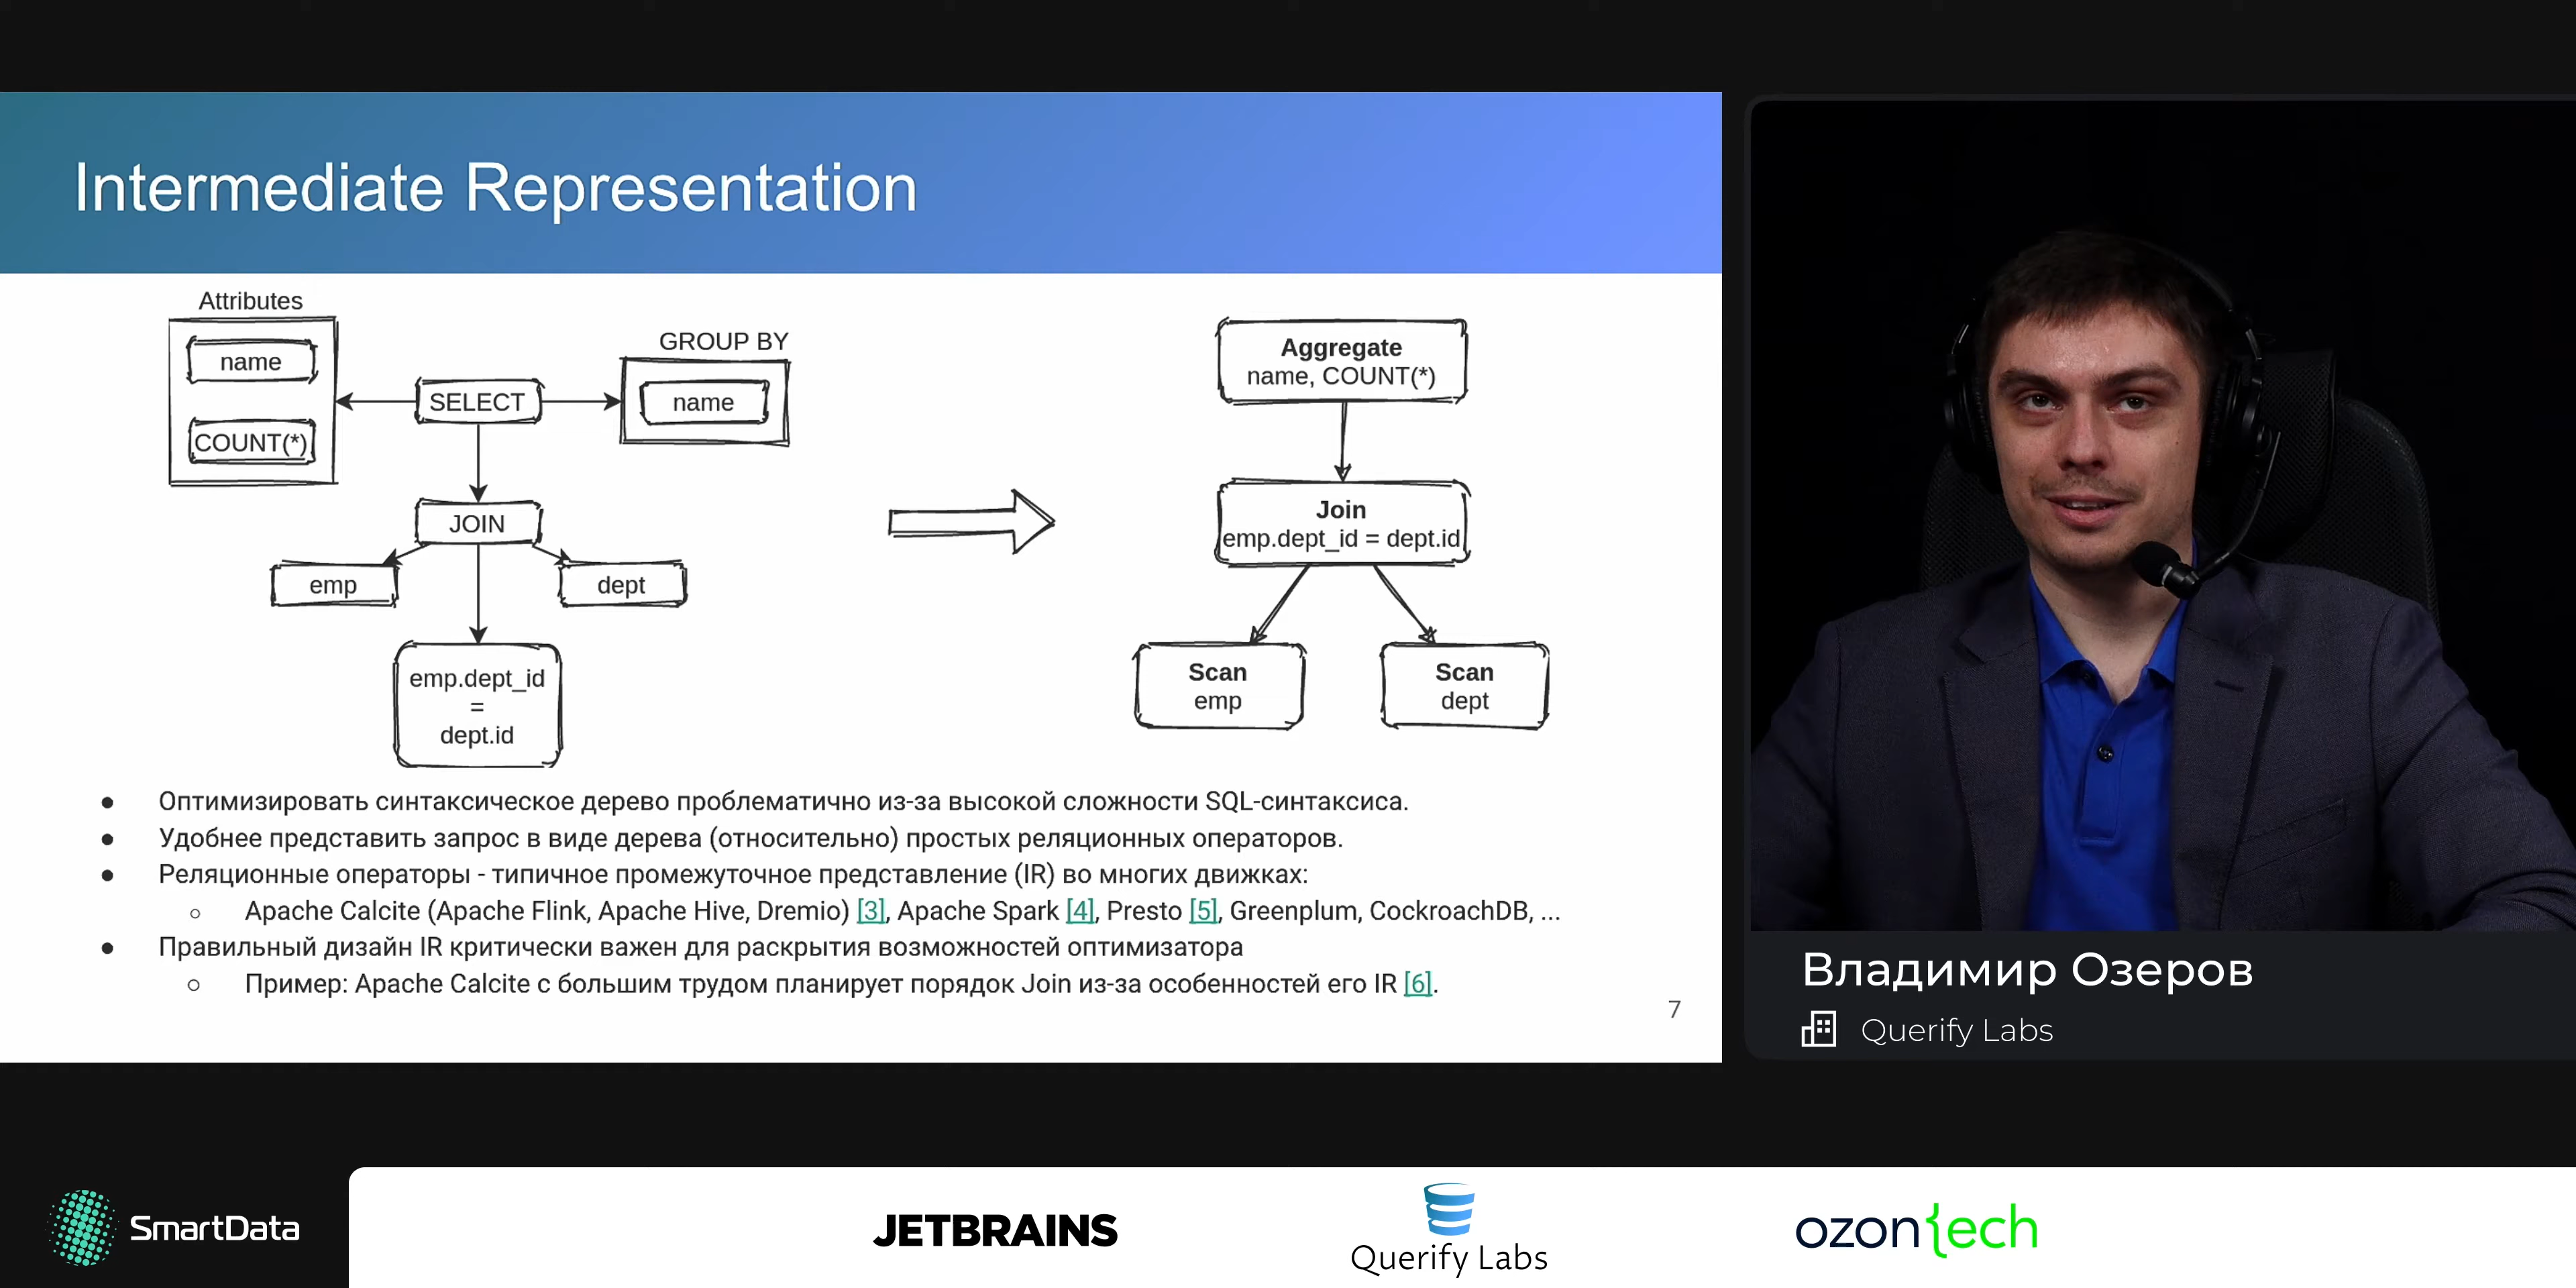 Intermediate Representation
Attributes
name
COUNT(*)
SELECT
GROUP BY
name
JOIN
emp
dept
emp.dept_id
=
dept.id
Aggregate
name, COUNT(*)
Join
emp.dept_id = dept.id
Scan
emp
Scan
dept
● Оптимизировать синтаксическое дерево проблематично из-за высокой сложности SQL-синтаксиса.
● Удобнее представить запрос в виде дерева (относительно) простых реляционных операторов.
● Реляционные операторы - типичное промежуточное представление (IR) во многих движках:
○ Apache Calcite (Apache Flink, Apache Hive, Dremio) [3], Apache Spark [4], Presto [5], Greenplum, CockroachDB, ...
● Правильный дизайн IR критически важен для раскрытия возможностей оптимизатора
○ Пример: Apache Calcite с большим трудом планирует порядок Join из-за особенностей его IR [6].
7
Владимир Озеров
Querify Labs
SmartData
JETBRAINS
Querify Labs
ozon{ech